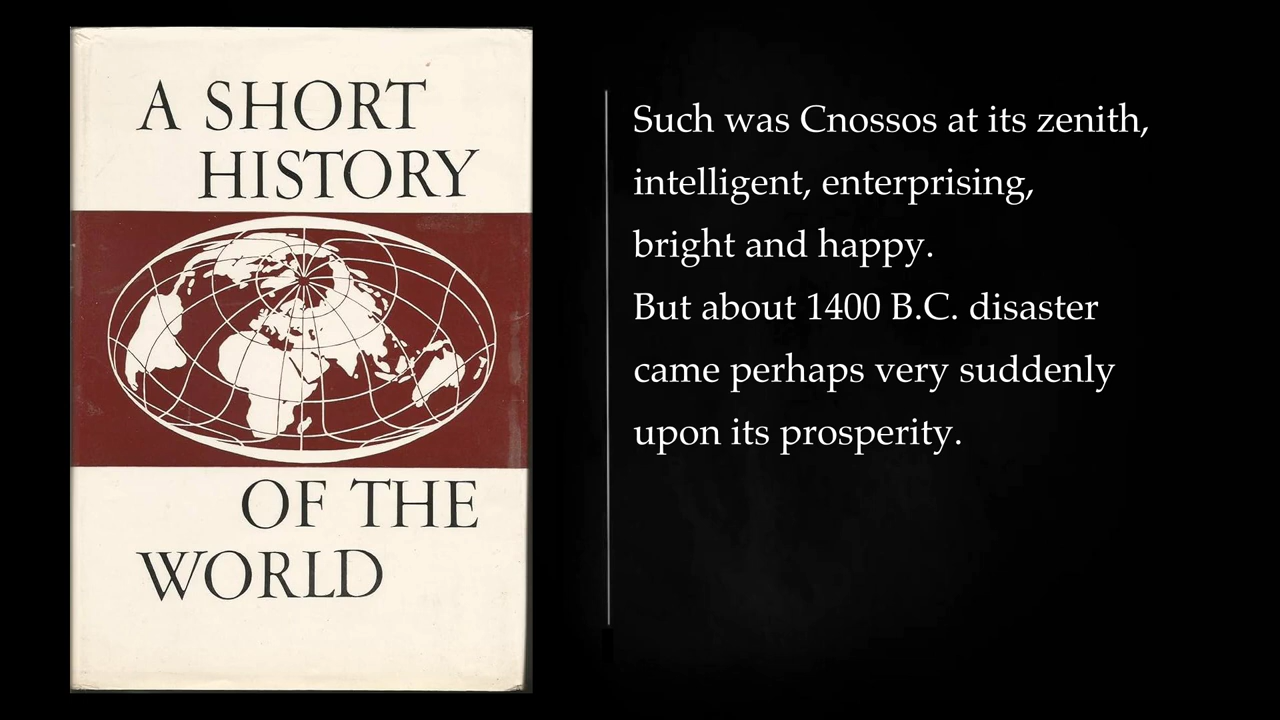 A SHORT
HISTORY
OF THE
WORLD
Such was Cnossos at its zenith,
intelligent, enterprising,
bright and happy.
But about 1400 B.C. disaster
came perhaps very suddenly
upon its prosperity.